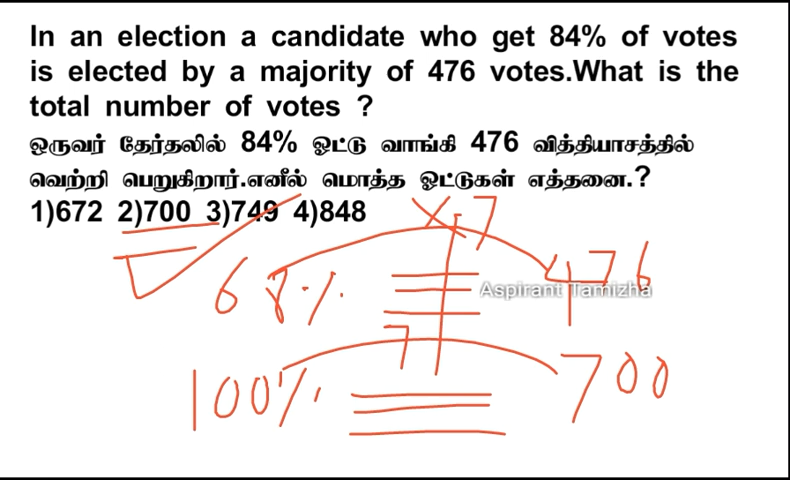 In an election a candidate who get 84% of votes
is elected by a majority of 476 votes.What is the
total number of votes ?
ஒருவர் தேர்தலில் 84% ஓட்டு வாங்கி 476 வித்தியாசத்தில்
வெற்றி பெறுகிறார்.எனில் மொத்த ஓட்டுகள் எத்தனை.?
1)672 2)700 3)749 4)848
×7
68% 476
Aspirant Tamizha
7
100% 700